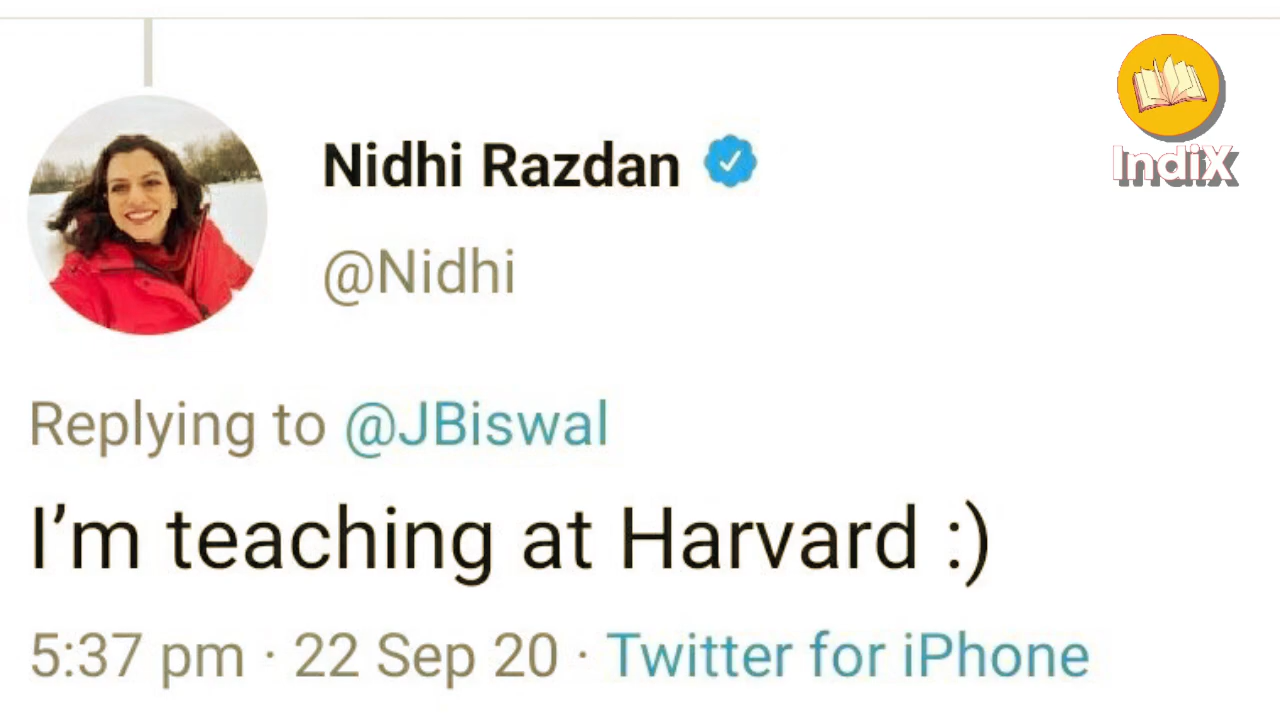 IndiX
Nidhi Razdan
@Nidhi
Replying to @JBiswal
I’m teaching at Harvard :)
5:37 pm · 22 Sep 20 · Twitter for iPhone